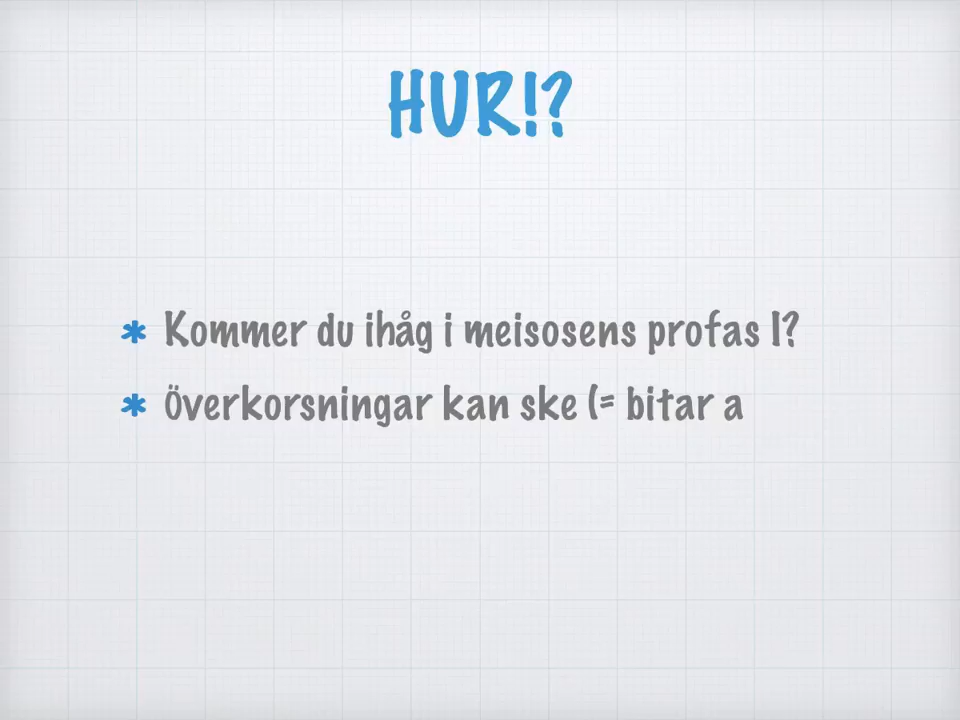 HUR!?
Kommer du ihåg i meisosens profas I?
Överkorsningar kan ske (= bitar a